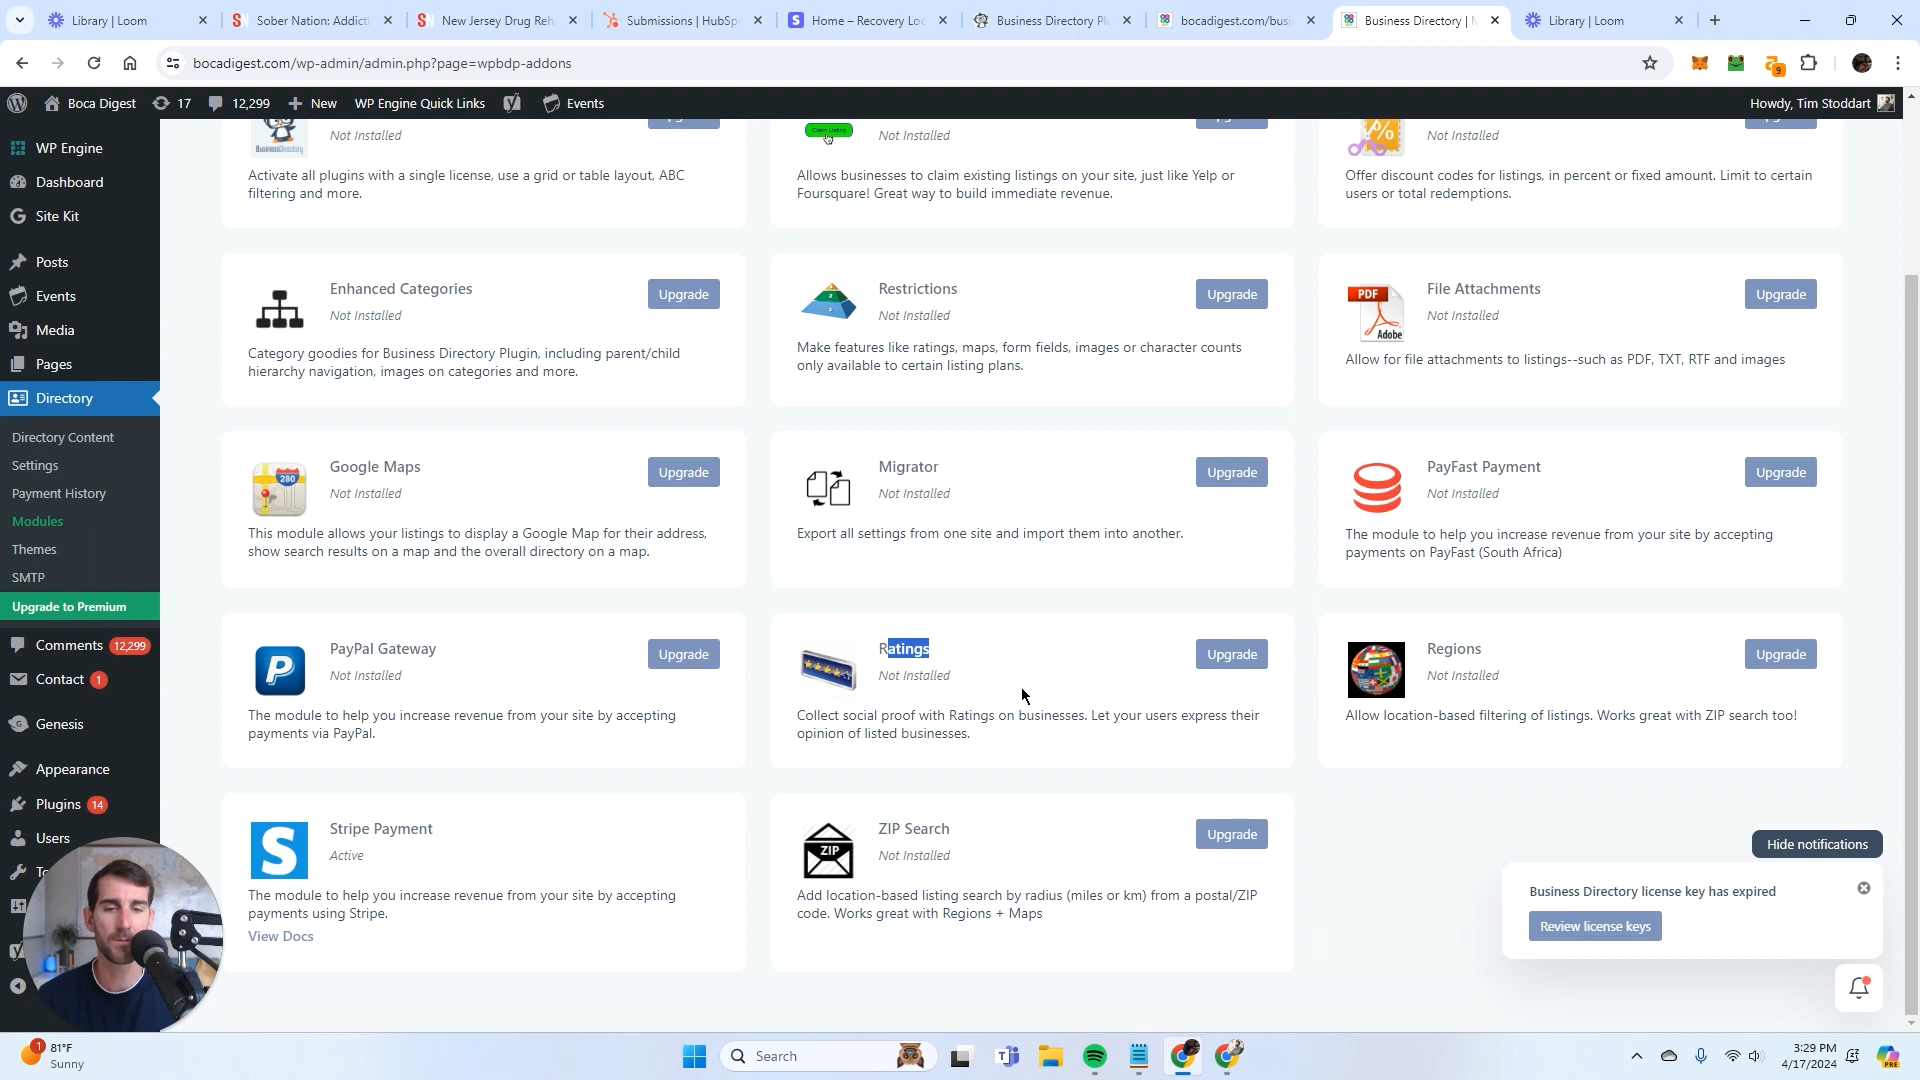 Library | Loom
Sober Nation: Addicti
New Jersey Drug Reh
Submissions | HubSp
Home – Recovery Loc
Business Directory Plu
bocadigest.com/busi
Business Directory |
Library | Loom
bocadigest.com/wp-admin/admin.php?page=wpbdp-addons
9
Boca Digest
17
12,299
New
WP Engine Quick Links
Events
Howdy, Tim Stoddart
WP Engine
Dashboard
Site Kit
Posts
Events
Media
Pages
Directory
Directory Content
Settings
Payment History
Modules
Themes
SMTP
Upgrade to Premium
Comments 12,299
Contact 1
Genesis
Appearance
Plugins 14
Users
To
BusinessDirectory
Not Installed
Activate all plugins with a single license, use a grid or table layout, ABC
filtering and more.
Claim Listing
Not Installed
Allows businesses to claim existing listings on your site, just like Yelp or
Foursquare! Great way to build immediate revenue.
%
Not Installed
Offer discount codes for listings, in percent or fixed amount. Limit to certain
users or total redemptions.
Enhanced Categories
Not Installed
Upgrade
Category goodies for Business Directory Plugin, including parent/child
hierarchy navigation, images on categories and more.
Restrictions
Not Installed
Upgrade
Make features like ratings, maps, form fields, images or character counts
only available to certain listing plans.
PDF
Adobe
File Attachments
Not Installed
Upgrade
Allow for file attachments to listings--such as PDF, TXT, RTF and images
280
Google Maps
Not Installed
Upgrade
This module allows your listings to display a Google Map for their address,
show search results on a map and the overall directory on a map.
Migrator
Not Installed
Upgrade
Export all settings from one site and import them into another.
PayFast Payment
Not Installed
Upgrade
The module to help you increase revenue from your site by accepting
payments on PayFast (South Africa)
PayPal Gateway
Not Installed
Upgrade
The module to help you increase revenue from your site by accepting
payments via PayPal.
Ratings
Not Installed
Upgrade
Collect social proof with Ratings on businesses. Let your users express their
opinion of listed businesses.
Regions
Not Installed
Upgrade
Allow location-based filtering of listings. Works great with ZIP search too!
S
Stripe Payment
Active
The module to help you increase revenue from your site by accepting
payments using Stripe.
View Docs
ZIP
ZIP Search
Not Installed
Upgrade
Add location-based listing search by radius (miles or km) from a postal/ZIP
code. Works great with Regions + Maps
Hide notifications
Business Directory license key has expired
Review license keys
1
81°F
Sunny
Search
3:29 PM
4/17/2024
PRE